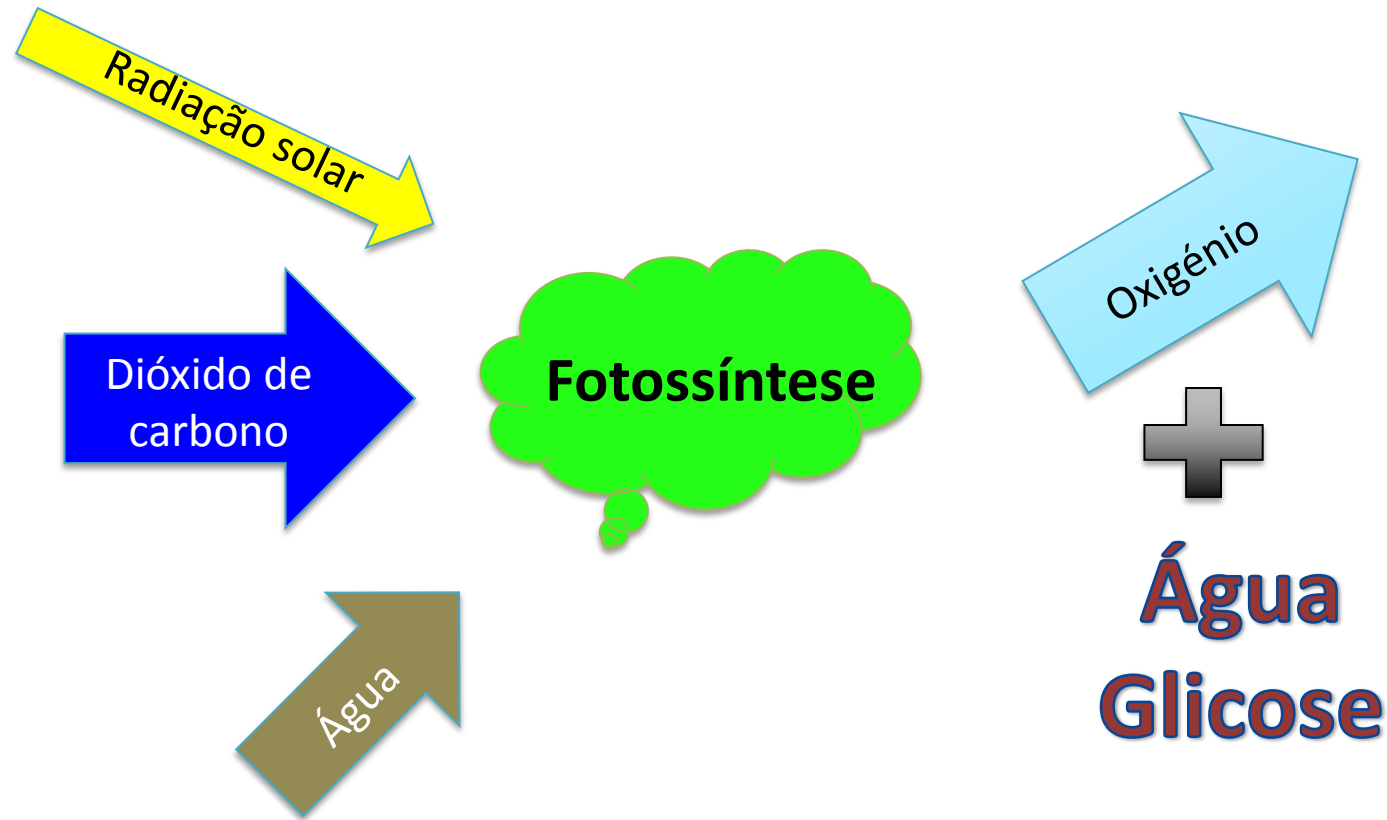 Radiação solar
Dióxido de
carbono
Água
Fotossíntese
Oxigénio
Água
Glicose